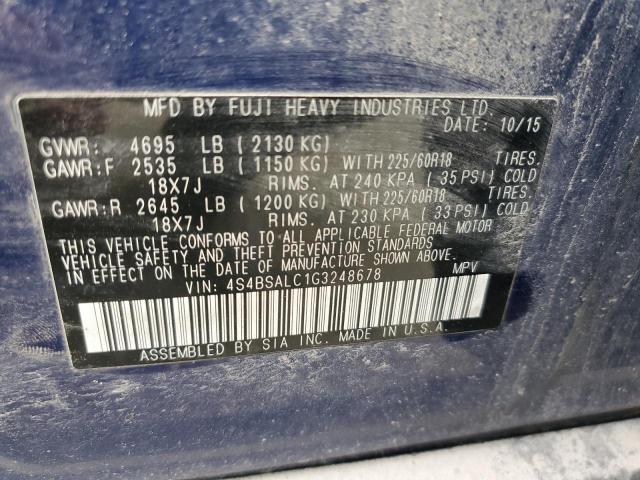 MFD BY FUJI HEAVY INDUSTRIES LTD.
DATE: 10/15
GVWR: 4695 LB (2130 KG)
GAWR:F 2535 LB (1150 KG) WITH 225/60R18 TIRES.
18X7J RIMS. AT 240 KPA (35 PSI) COLD
GAWR:R 2645 LB (1200 KG) WITH 225/60R18 TIRES.
18X7J RIMS. AT 230 KPA (33 PSI) COLD
THIS VEHICLE CONFORMS TO ALL APPLICABLE FEDERAL MOTOR
VEHICLE SAFETY AND THEFT PREVENTION STANDARDS
IN EFFECT ON THE DATE OF MANUFACTURE SHOWN ABOVE.
VIN: 4S4BSALC1G3248678 MPV
ASSEMBLED BY SIA INC. MADE IN U.S.A.